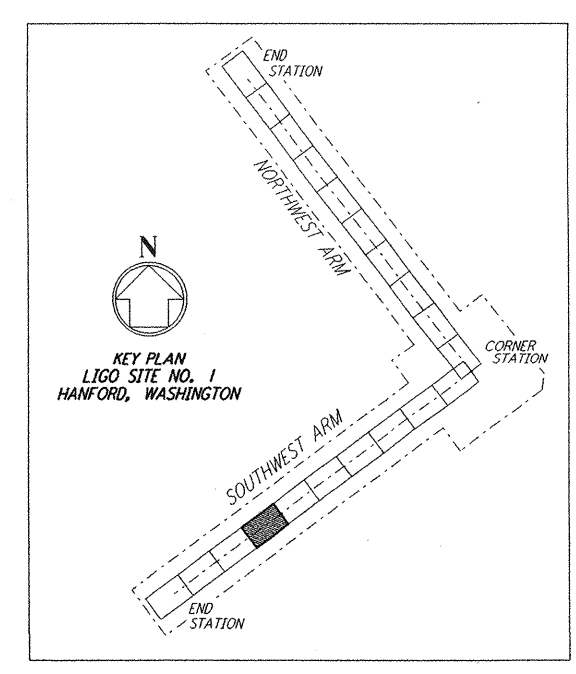 END
STATION
NORTHWEST ARM
N
KEY PLAN
LIGO SITE NO. 1
HANFORD, WASHINGTON
CORNER
STATION
SOUTHWEST ARM
END
STATION